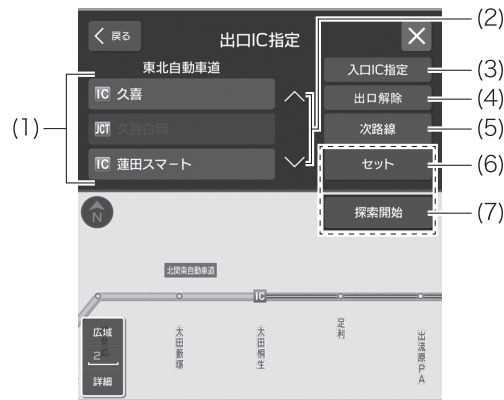 戻る
出口IC指定
(2)
東北自動車道
入口IC指定
(3)
IC 久喜
出口解除
(4)
(1)
JCT 久喜白岡
次路線
(5)
IC 蓮田スマート
セット
(6)
N
探索開始
(7)
北関東自動車道
IC
広域
2
詳細
太田藪塚
太田桐生
足利
出流原PA